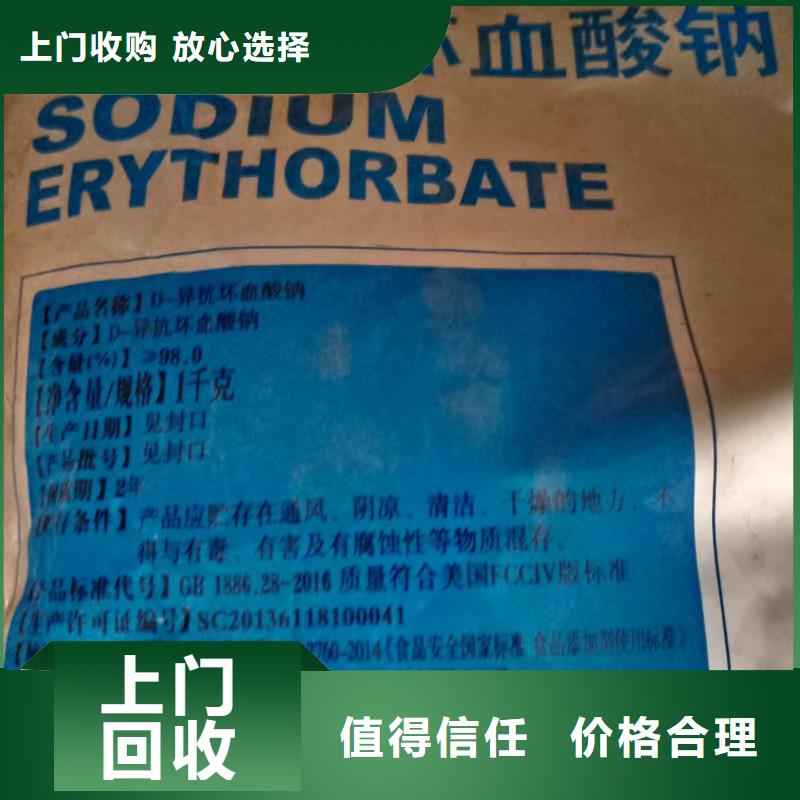 上门收购 放心选择
坏血酸钠
SODIUM
ERYTHORBATE
【产品名称】D-异抗坏血酸钠
【成分】D-异抗坏血酸钠
【含量(%)】≥98.0
【净含量/规格】1千克
【生产日期】见封口
【产品批号】见封口
期】2年
存条件】产品应贮存在通风、阴凉、清洁、干燥的地方,不
得与有毒、有害及有腐蚀性等物质混存。
产品标准代号】GB 1886.28-2016 质量符合美国FCCIV版标准
【生产许可证编号】SC20136118100041
2760-2014《食品安全国家标准 食品添加剂使用标准》
上门
回收
值得信任 价格合理